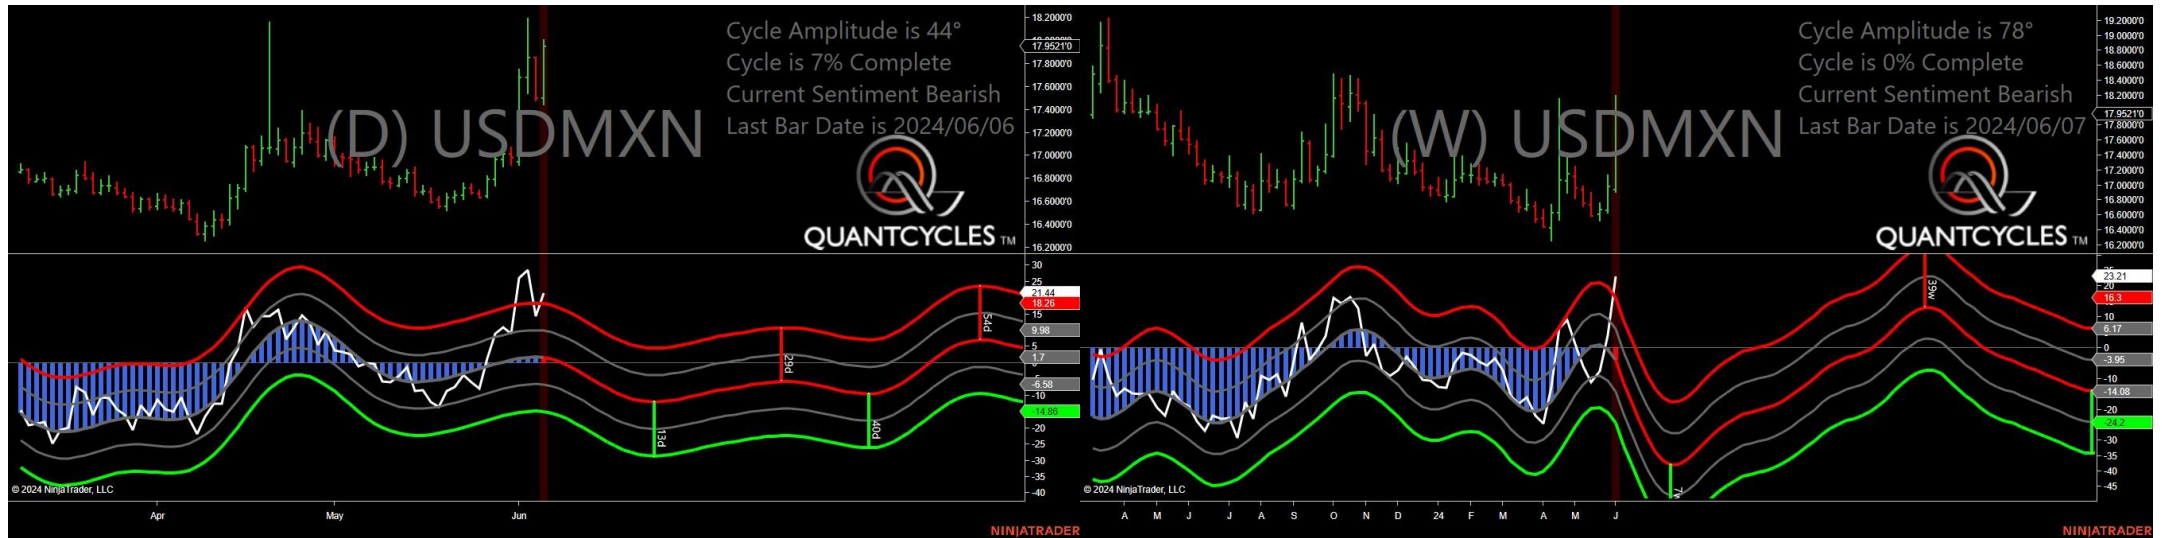 Cycle Amplitude is 44°
Cycle is 7% Complete
Current Sentiment Bearish
Last Bar Date is 2024/06/06
(D) USDMXN
QUANTCYCLES TM
18.2000'0
17.9521'0
17.8000'0
17.6000'0
17.4000'0
17.2000'0
17.0000'0
16.8000'0
16.6000'0
16.4000'0
16.2000'0
30
25
21.44
18.26
15
9.98
5
1.7
-6.58
-10
-14.86
-20
-25
-30
-35
-40
13d
29d
40d
54d
© 2024 NinjaTrader, LLC
Apr May Jun
NINJATRADER
Cycle Amplitude is 78°
Cycle is 0% Complete
Current Sentiment Bearish
Last Bar Date is 2024/06/07
(W) USDMXN
QUANTCYCLES TM
19.2000'0
19.0000'0
18.8000'0
18.6000'0
18.4000'0
18.2000'0
17.9521'0
17.8000'0
17.6000'0
17.4000'0
17.2000'0
17.0000'0
16.8000'0
16.6000'0
16.4000'0
16.2000'0
23.21
16.3
10
6.17
0
-3.95
-10
-14.08
-20
-24.2
-30
-35
-40
-45
39w
© 2024 NinjaTrader, LLC
A M J J A S O N D 24 F M A M J
NINJATRADER